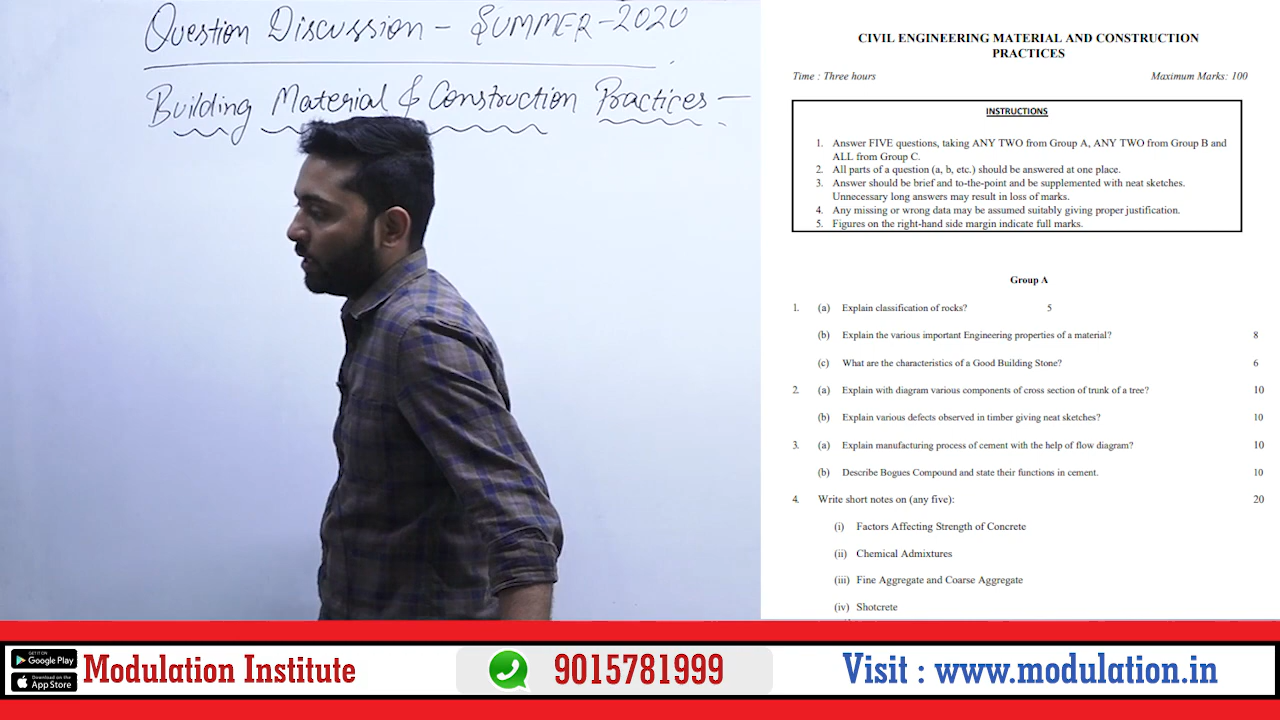 Question Discussion - SUMMER-2020
Building Material & Construction Practices -
CIVIL ENGINEERING MATERIAL AND CONSTRUCTION
PRACTICES
Time : Three hours Maximum Marks: 100
INSTRUCTIONS
1. Answer FIVE questions, taking ANY TWO from Group A, ANY TWO from Group B and
ALL from Group C.
2. All parts of a question (a, b, etc.) should be answered at one place.
3. Answer should be brief and to-the-point and be supplemented with neat sketches.
Unnecessary long answers may result in loss of marks.
4. Any missing or wrong data may be assumed suitably giving proper justification.
5. Figures on the right-hand side margin indicate full marks.
Group A
1. (a) Explain classification of rocks? 5
(b) Explain the various important Engineering properties of a material? 8
(c) What are the characteristics of a Good Building Stone? 6
2. (a) Explain with diagram various components of cross section of trunk of a tree? 10
(b) Explain various defects observed in timber giving neat sketches? 10
3. (a) Explain manufacturing process of cement with the help of flow diagram? 10
(b) Describe Bogues Compound and state their functions in cement. 10
4. Write short notes on (any five): 20
(i) Factors Affecting Strength of Concrete
(ii) Chemical Admixtures
(iii) Fine Aggregate and Coarse Aggregate
(iv) Shotcrete
GET IT ON
Google Play
Download on the
App Store
Modulation Institute
9015781999
Visit : www.modulation.in